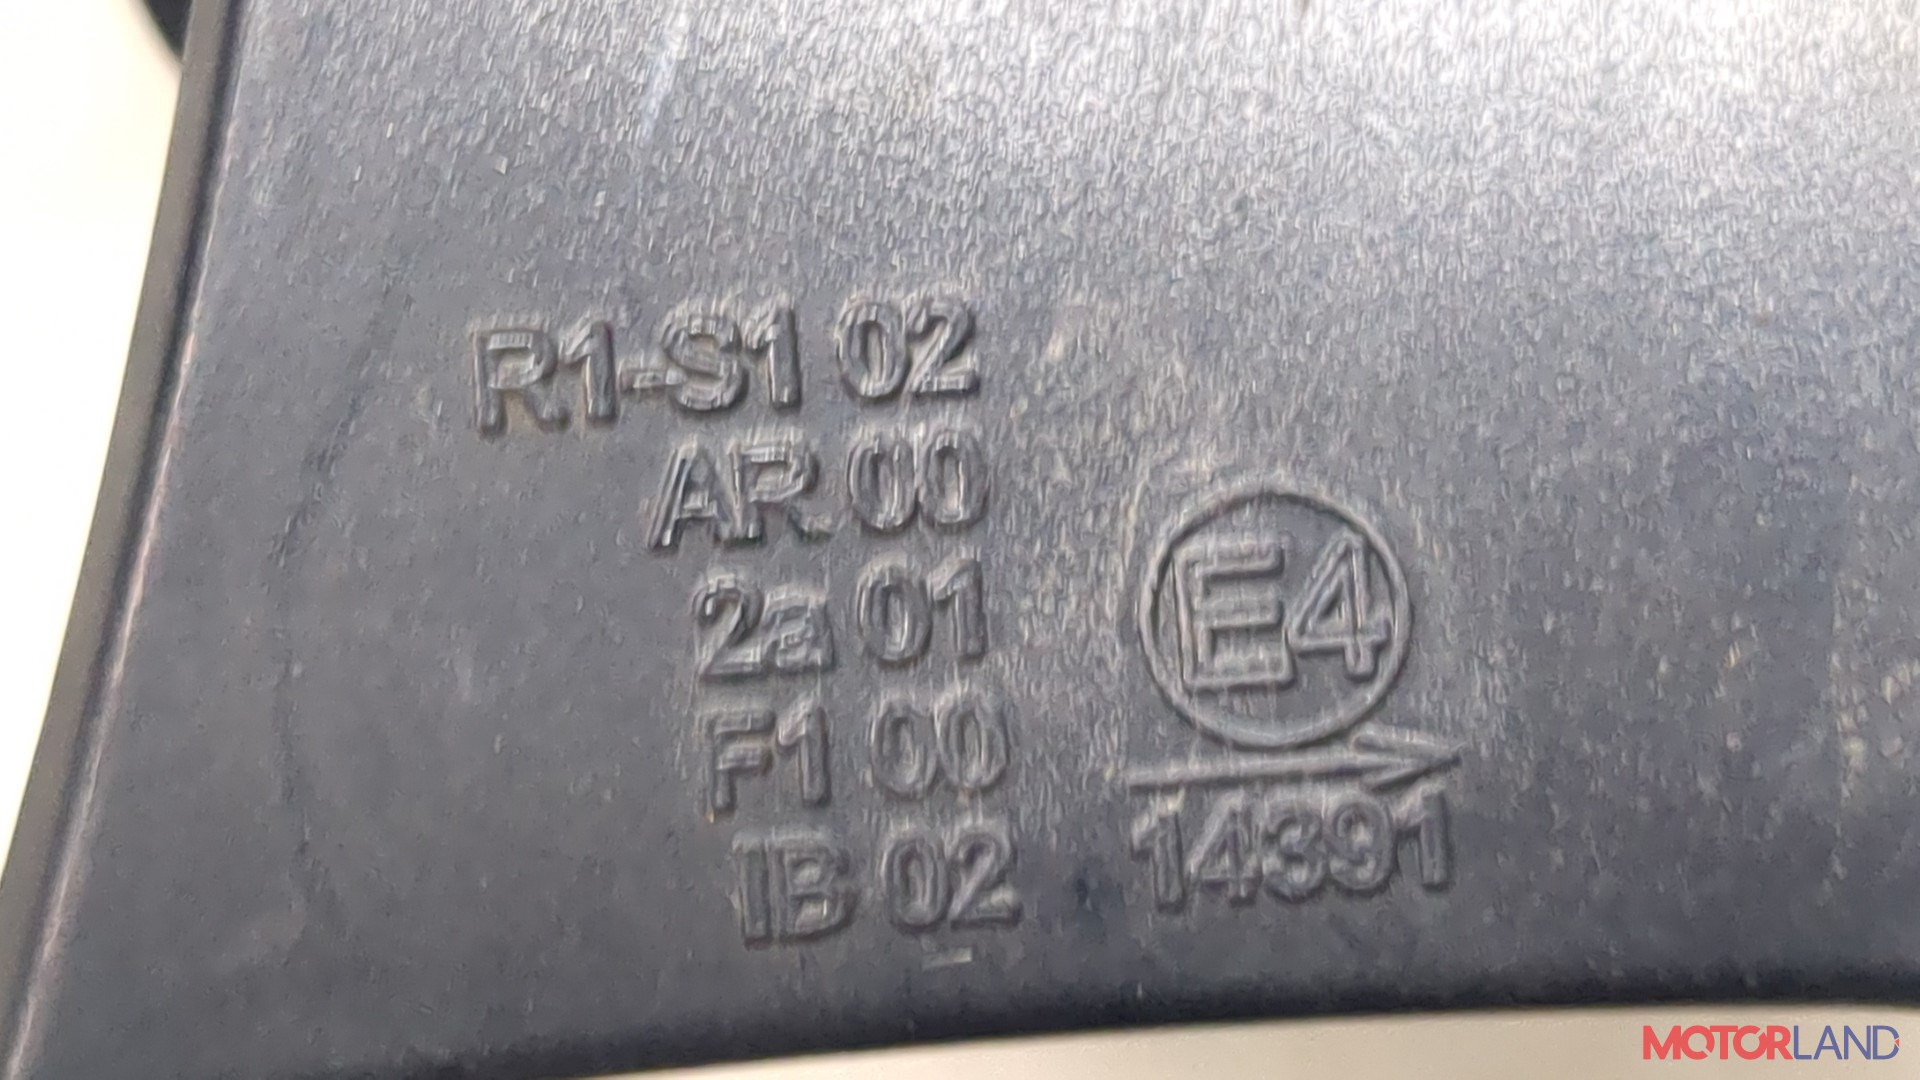 R1-S1 02
AR 00
2a 01
F1 00
IB 02
E4
14391
MOTORLAND